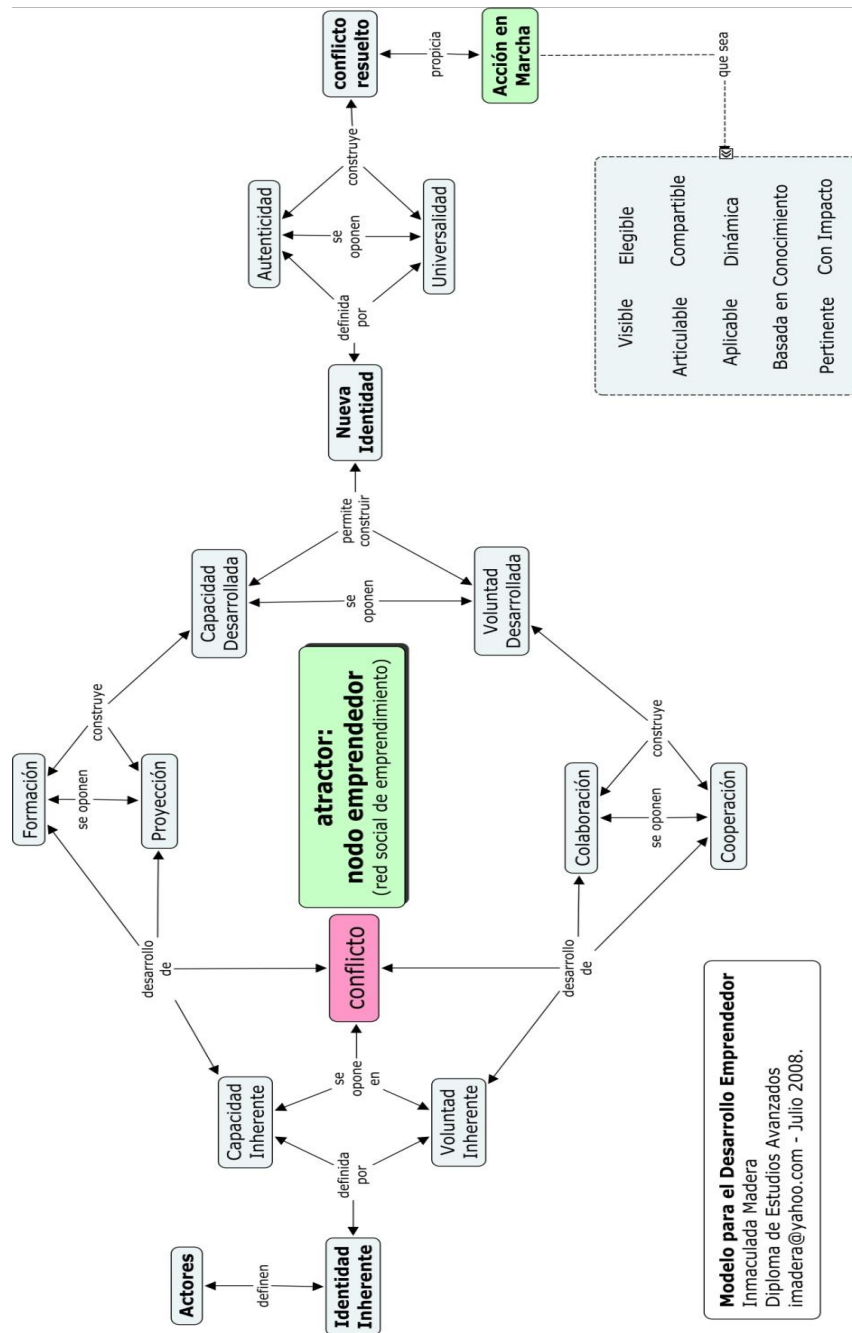 Actores
definen
Identidad
Inherente
definida
por
Capacidad
Inherente
Voluntad
Inherente
se
opone
en
conflicto
desarrollo
de
Formación
se oponen
Proyección
construye
desarrollo
de
Colaboración
se oponen
Cooperación
construye
atractor:
nodo emprendedor
(red social de emprendimiento)
Capacidad
Desarrollada
se
oponen
Voluntad
Desarrollada
permite
construir
Nueva
Identidad
definida
por
Autenticidad
se
oponen
Universalidad
construye
conflicto
resuelto
propicia
Acción en
Marcha
que sea
Visible Elegible
Articulable Compartible
Aplicable Dinámica
Basada en Conocimiento
Pertinente Con Impacto
Modelo para el Desarrollo Emprendedor
Inmaculada Madera
Diploma de Estudios Avanzados
imadera@yahoo.com - Julio 2008.